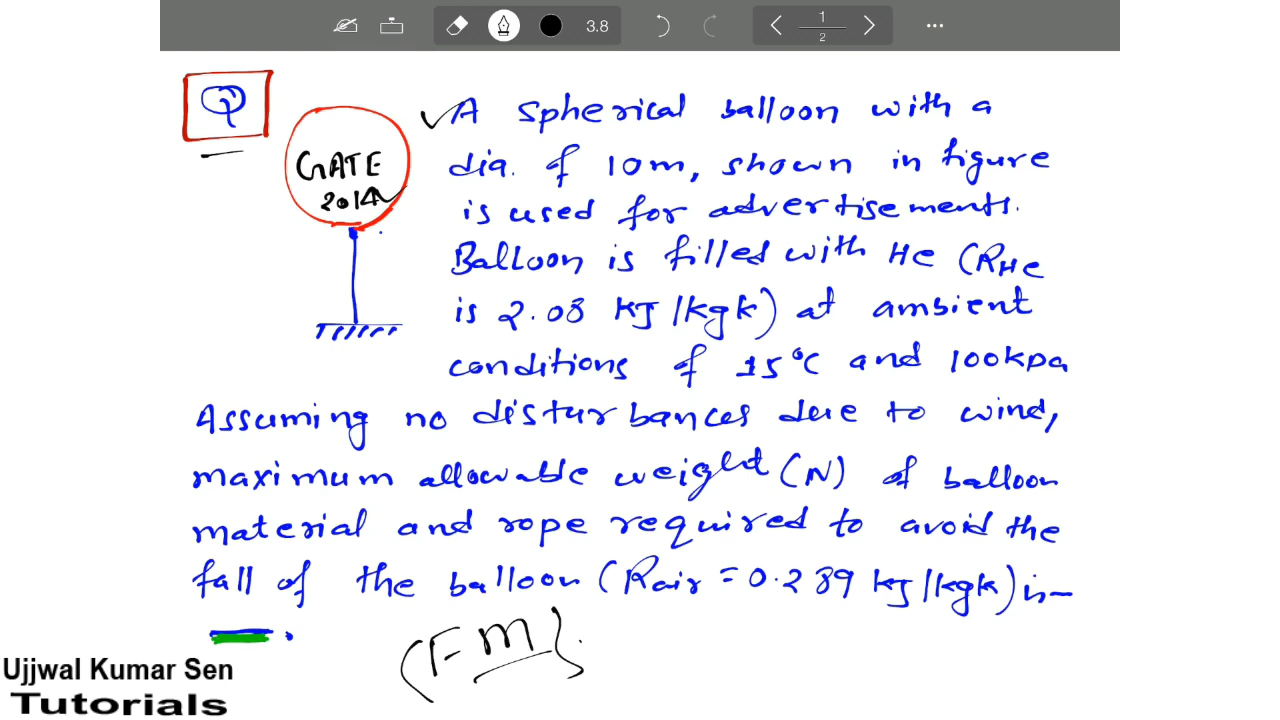 3.8
1
2
Q
GATE
2014
A spherical balloon with a
dia. of 10m, shown in figure
is used for advertisements.
Balloon is filled with He (RHe
is 2.08 KJ/kgk) at ambient
conditions of 15°C and 100kpa
Assuming no disturbances due to wind,
maximum allowable weight (N) of balloon
material and rope required to avoid the
fall of the balloon (Rair = 0.289 kJ/kgk) is-
(FM).
Ujjwal Kumar Sen
Tutorials